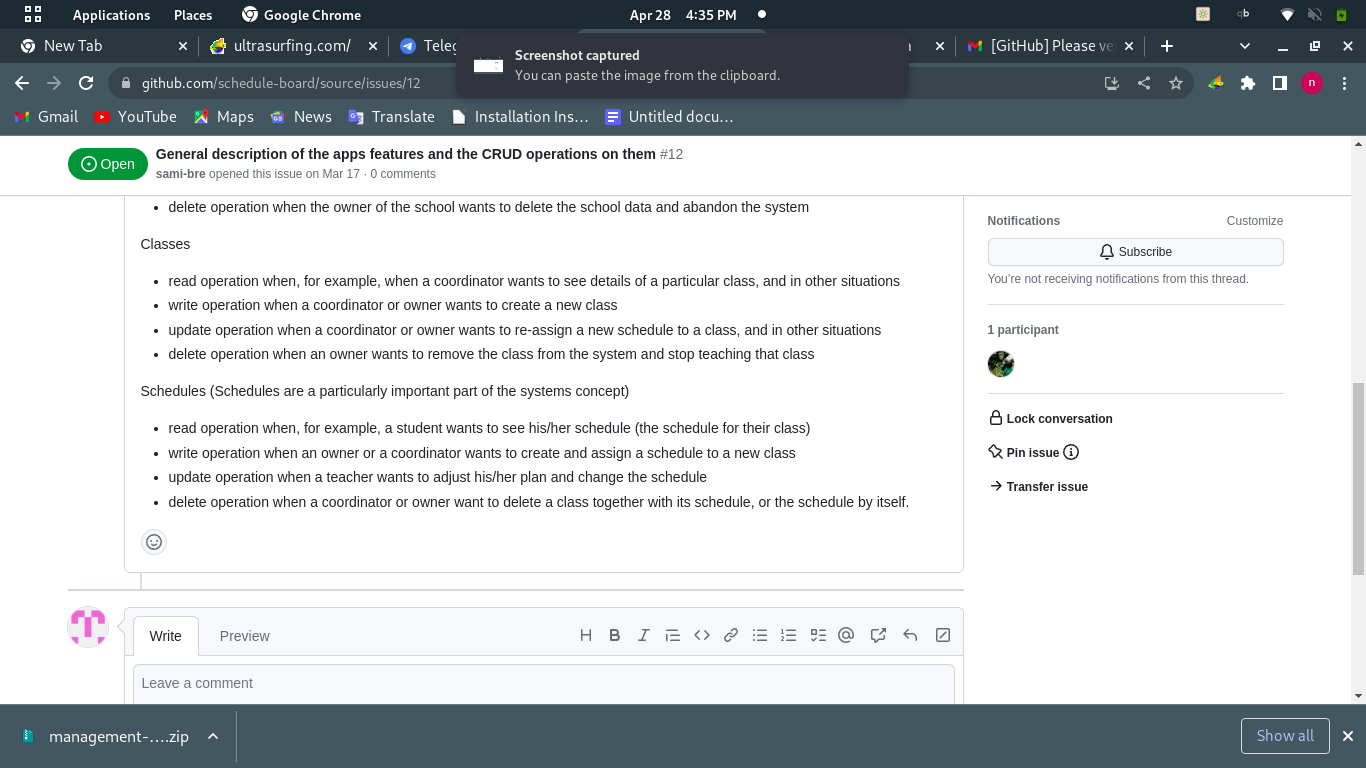 Applications Places Google Chrome Apr 28 4:35 PM qb
New Tab ultrasurfing.com/ Teleg [GitHub] Please ve
Screenshot captured
You can paste the image from the clipboard.
github.com/schedule-board/source/issues/12 n
Gmail YouTube Maps News Translate Installation Ins… Untitled docu…
Open General description of the apps features and the CRUD operations on them #12
sami-bre opened this issue on Mar 17 · 0 comments
• delete operation when the owner of the school wants to delete the school data and abandon the system
Classes
• read operation when, for example, when a coordinator wants to see details of a particular class, and in other situations
• write operation when a coordinator or owner wants to create a new class
• update operation when a coordinator or owner wants to re-assign a new schedule to a class, and in other situations
• delete operation when an owner wants to remove the class from the system and stop teaching that class
Schedules (Schedules are a particularly important part of the systems concept)
• read operation when, for example, a student wants to see his/her schedule (the schedule for their class)
• write operation when an owner or a coordinator wants to create and assign a schedule to a new class
• update operation when a teacher wants to adjust his/her plan and change the schedule
• delete operation when a coordinator or owner want to delete a class together with its schedule, or the schedule by itself.
Notifications Customize
Subscribe
You're not receiving notifications from this thread.
1 participant
Lock conversation
Pin issue
Transfer issue
Write Preview
Leave a comment
management-….zip Show all